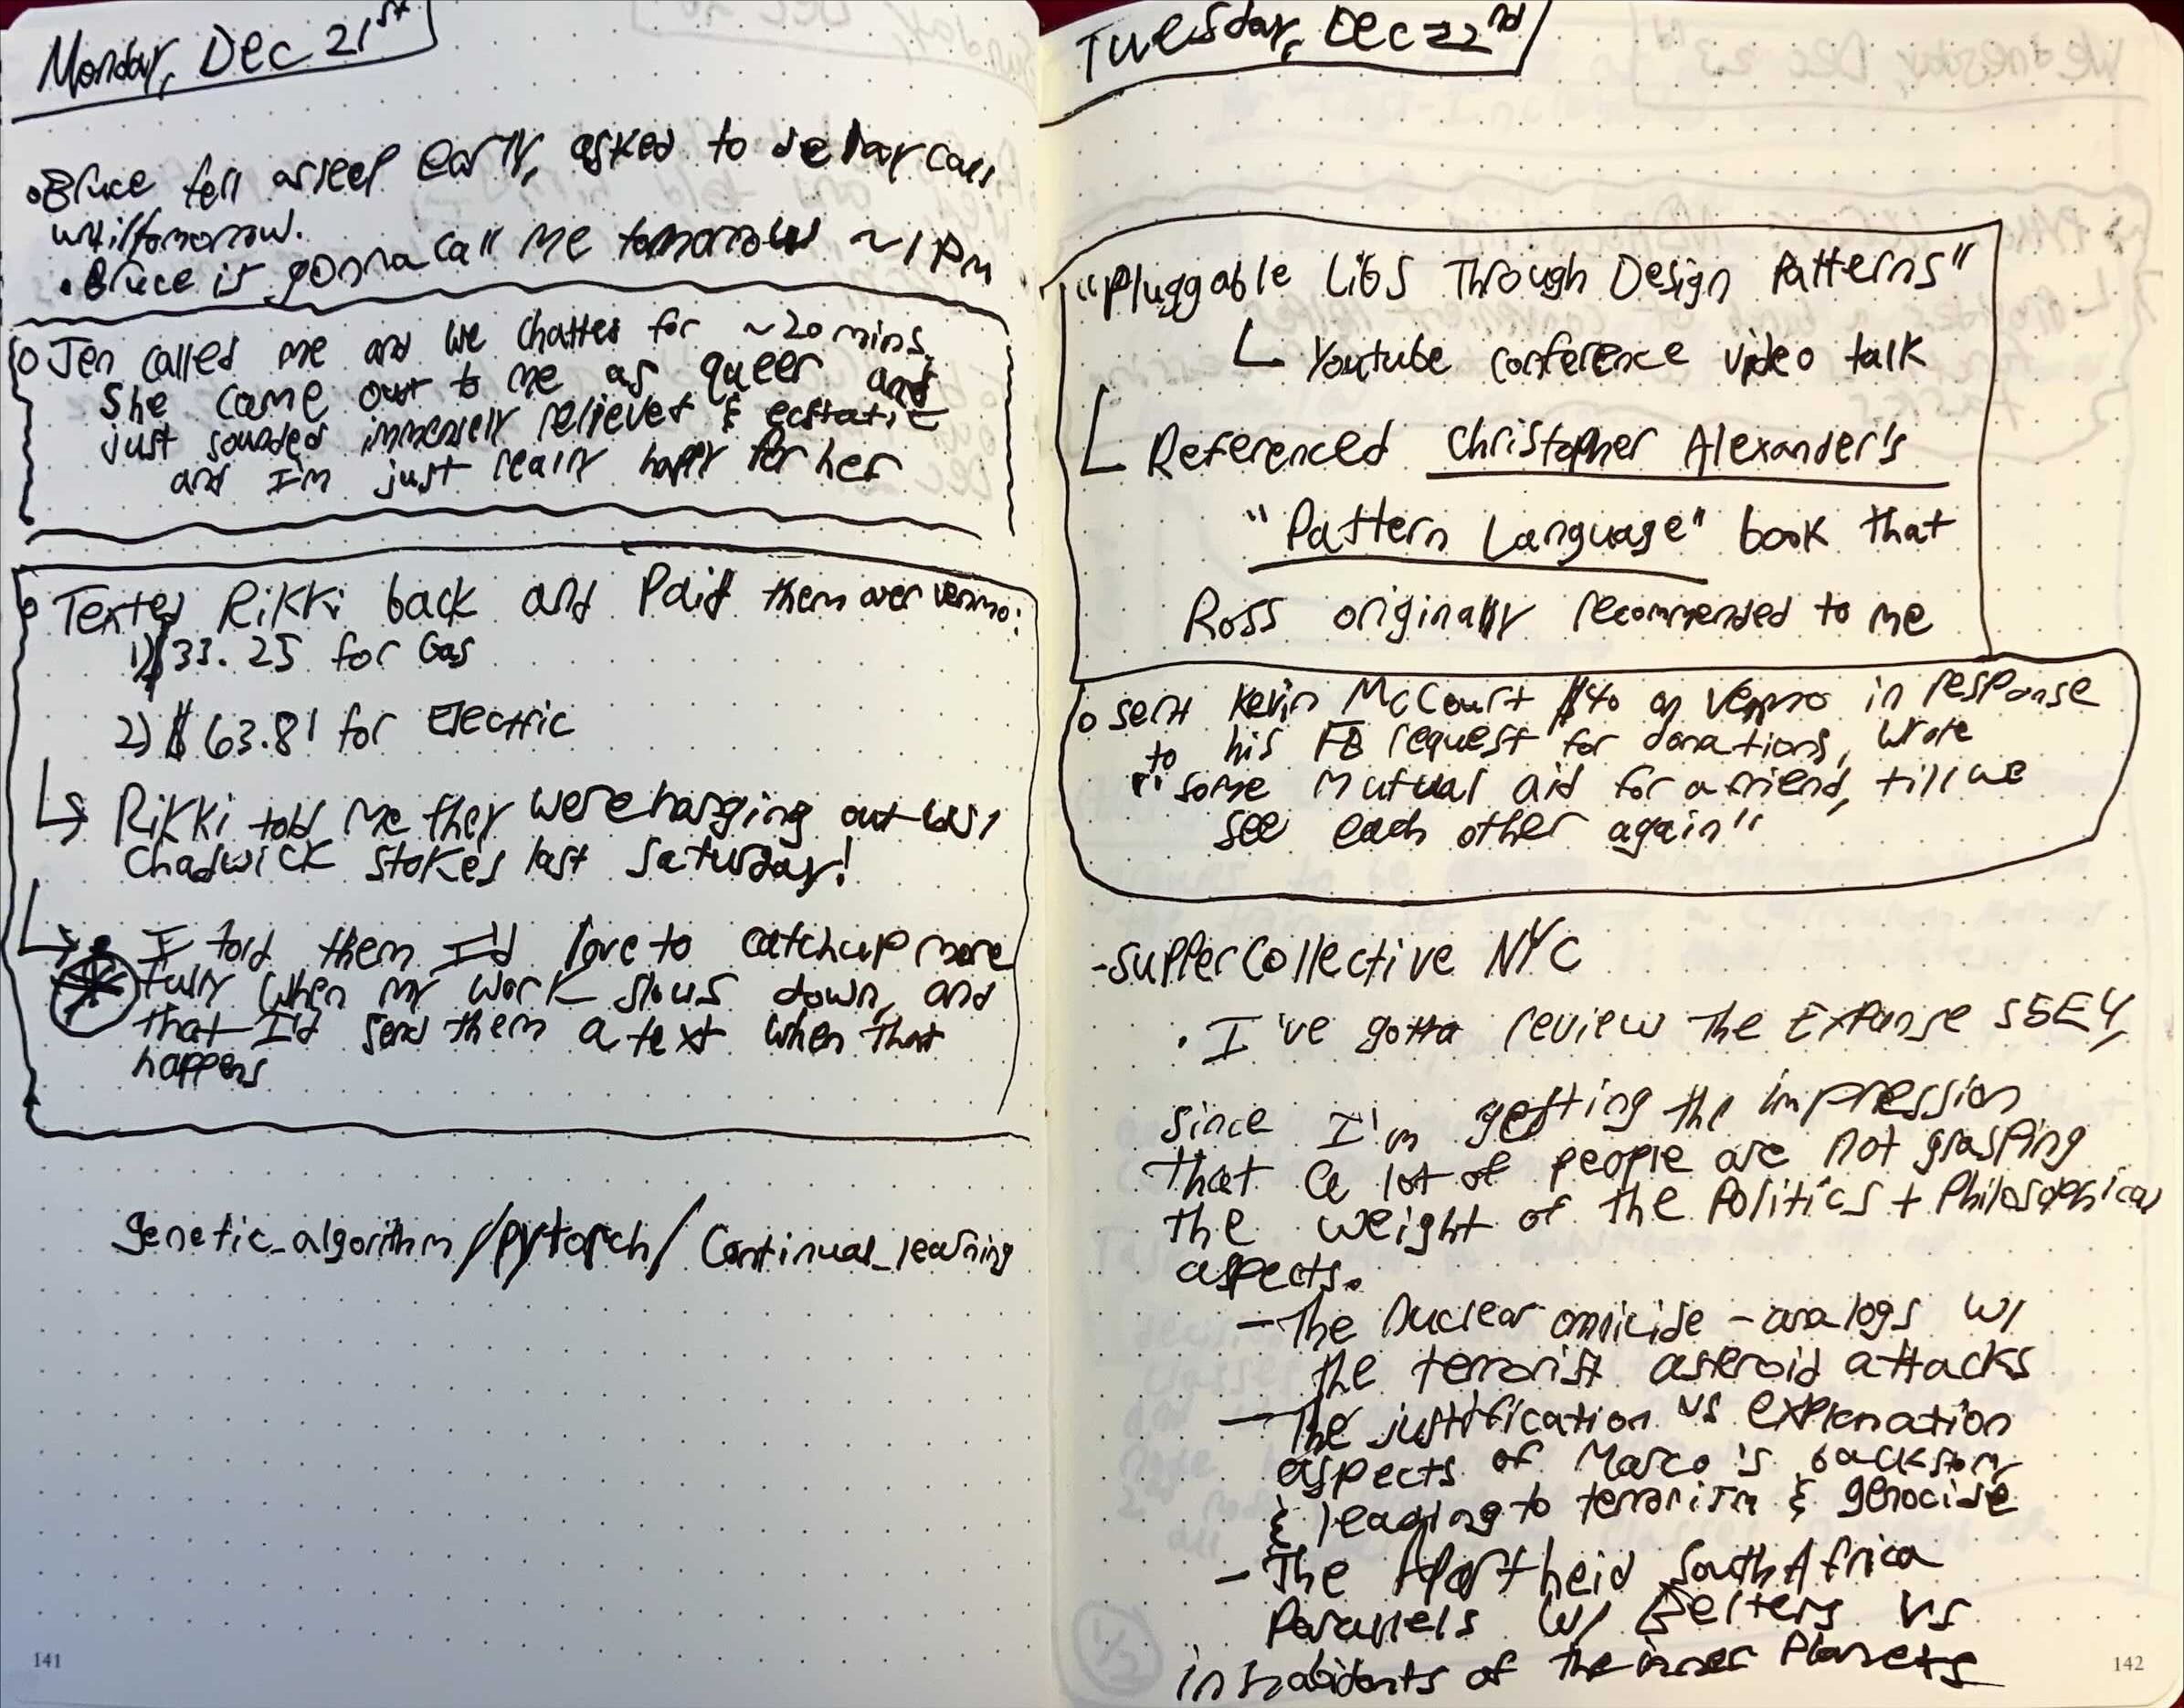 Monday, Dec 21st
Bruce fell asleep early, asked to delay call
until tomorrow.
Bruce is gonna call me tomorrow ~1PM
Jen called me and we chatted for ~20 mins,
She came out to me as queer and
just sounded immensely relieved & ecstatic
and I'm just really happy for her
Texted Rikki back and Paid them over venmo:
1) $33.25 for Gas
2) $63.81 for Electric
Rikki told me they were hanging out w/
Chadwick Stokes last Saturday!
I told them I'd love to catchup more
fully when my work slows down, and
that I'd send them a text when that
happens
genetic_algorithm/pytorch/Continual_learning
141
Tuesday, Dec 22nd
"Pluggable Libs Through Design Patterns"
Youtube conference video talk
Referenced Christopher Alexander's
"Pattern Language" book that
Ross originally recommended to me
Sent Kevin McCourt $40 on Venmo in response
to his FB request for donations, wrote
"some mutual aid for a friend, till we
see each other again"
- Supper Collective NYC
I've gotta review The Expanse S5E4,
since I'm getting the impression
that a lot of people are not grasping
the weight of the Politics + Philosophical
aspects.
- The Nuclear omnicide - analogs w/
the terrorist asteroid attacks
- The justification vs explanation
aspects of Marco's backstory
& leading to terrorism & genocide
- The Apartheid South Africa
Parallels w/ Belters vs
inhabitants of the inner Planets
142